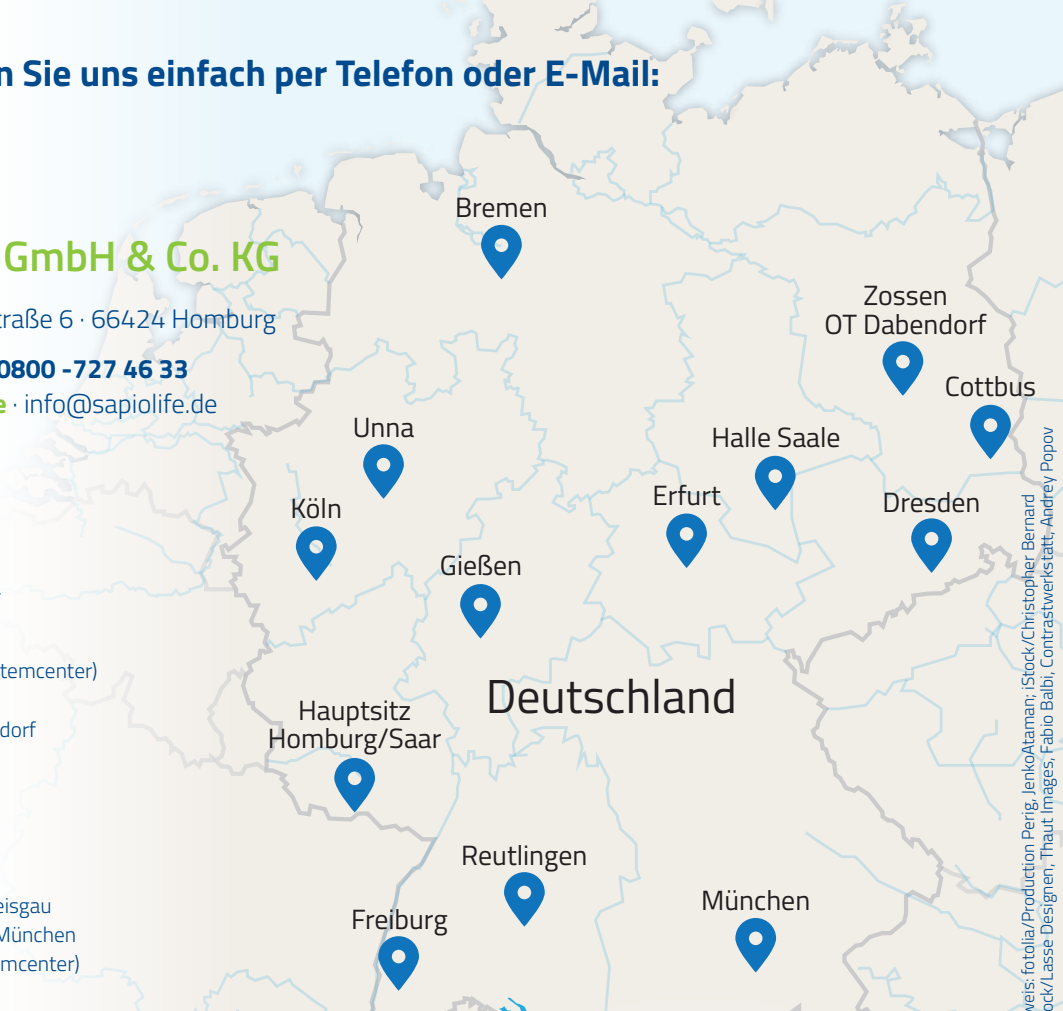 n Sie uns einfach per Telefon oder E-Mail:
GmbH & Co. KG
traße 6 · 66424 Homburg
0800 -727 46 33
e · info@sapiolife.de
temcenter)
dorf
eisgau
München
mcenter)
Bremen
Zossen
OT Dabendorf
Cottbus
Unna
Halle Saale
Köln
Erfurt
Dresden
Gießen
Deutschland
Hauptsitz
Homburg/Saar
Reutlingen
München
Freiburg
weis: fotolia/Production Perig, JenkoAtaman; iStock/Christopher Bernard
ock/Lasse Designen, Thaut Images, Fabio Balbi, Contrastwerkstatt, Andrey Popov